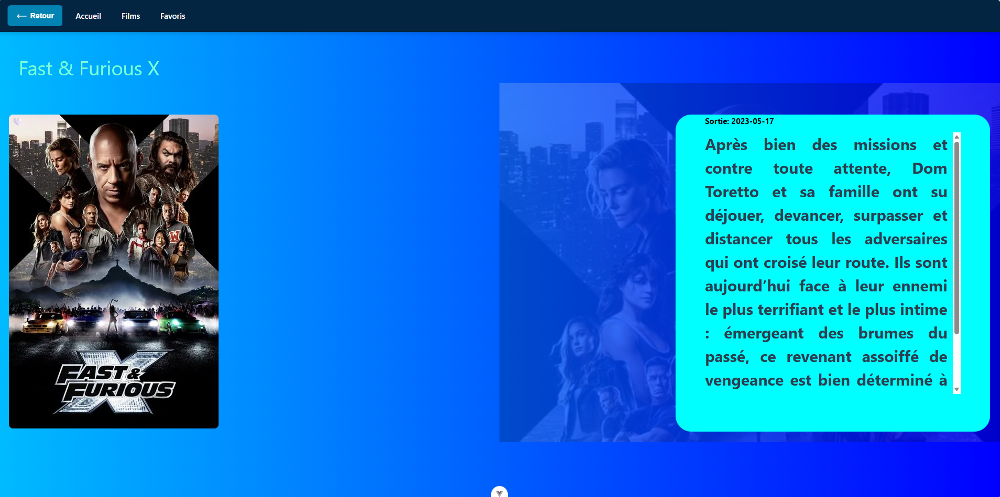 ← Retour Accueil Films Favoris
Fast & Furious X
FAST &
FURIOUS
X
W
Sortie: 2023-05-17
Après bien des missions et
contre toute attente, Dom
Toretto et sa famille ont su
déjouer, devancer, surpasser et
distancer tous les adversaires
qui ont croisé leur route. Ils sont
aujourd’hui face à leur ennemi
le plus terrifiant et le plus intime
: émergeant des brumes du
passé, ce revenant assoiffé de
vengeance est bien déterminé à